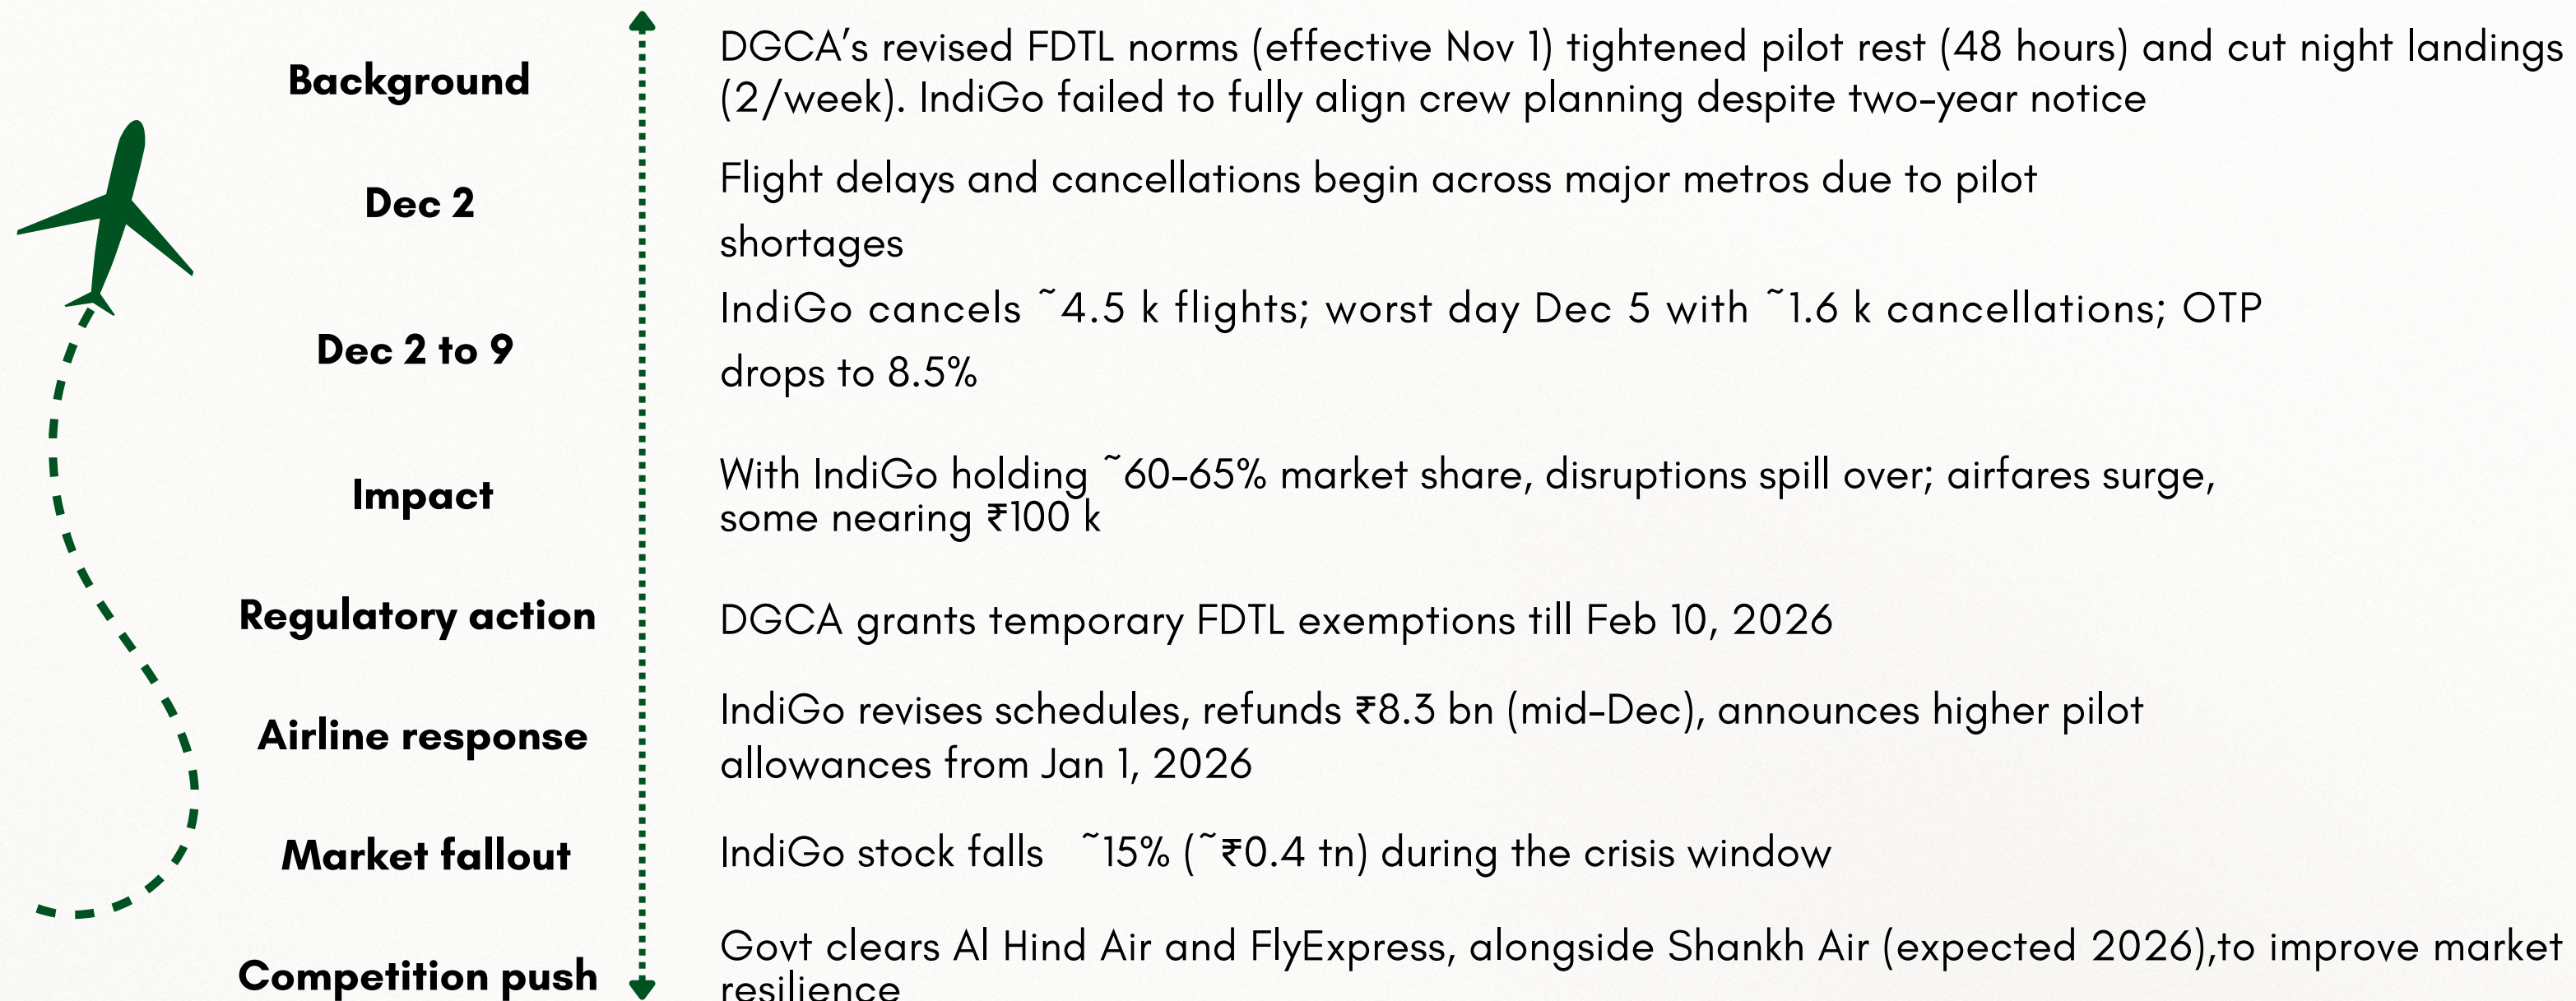 Background
DGCA’s revised FDTL norms (effective Nov 1) tightened pilot rest (48 hours) and cut night landings
(2/week). IndiGo failed to fully align crew planning despite two-year notice
Dec 2
Flight delays and cancellations begin across major metros due to pilot
shortages
Dec 2 to 9
IndiGo cancels ~4.5 k flights; worst day Dec 5 with ~1.6 k cancellations; OTP
drops to 8.5%
Impact
With IndiGo holding ~60-65% market share, disruptions spill over; airfares surge,
some nearing ₹100 k
Regulatory action
DGCA grants temporary FDTL exemptions till Feb 10, 2026
Airline response
IndiGo revises schedules, refunds ₹8.3 bn (mid-Dec), announces higher pilot
allowances from Jan 1, 2026
Market fallout
IndiGo stock falls ~15% (~₹0.4 tn) during the crisis window
Competition push
Govt clears Al Hind Air and FlyExpress, alongside Shankh Air (expected 2026),to improve market
resilience